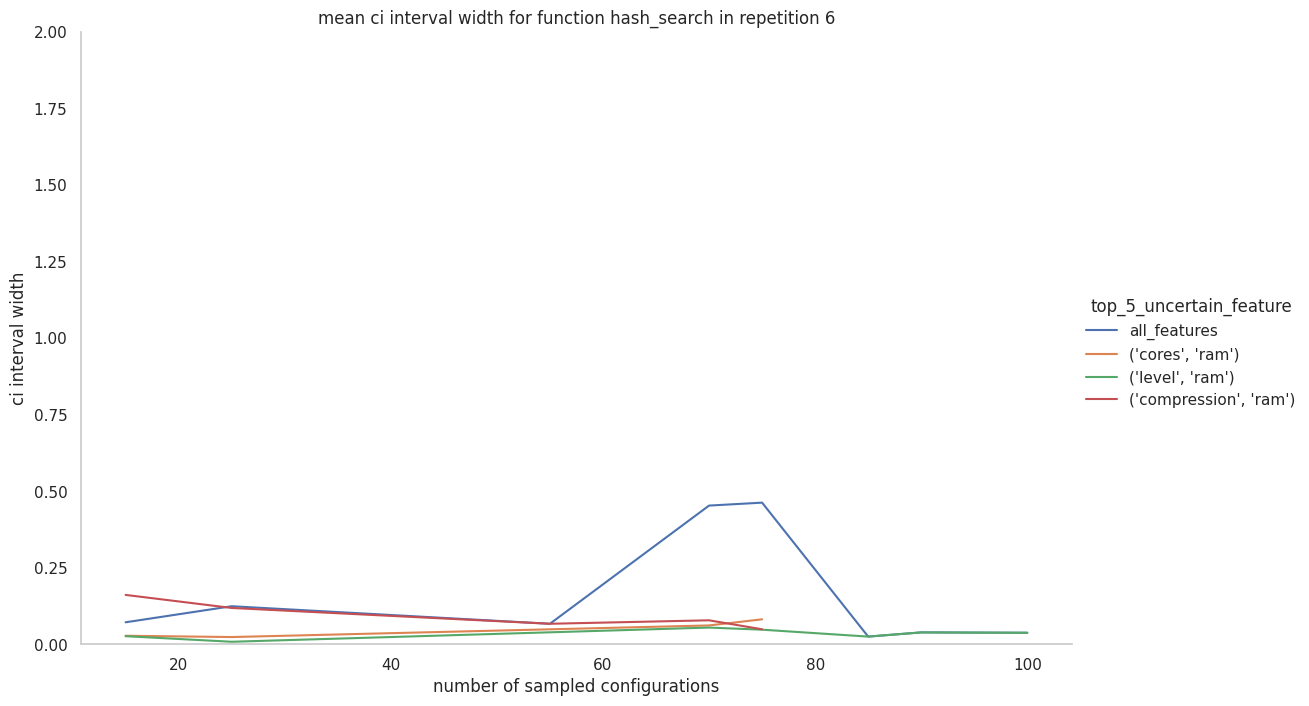 mean ci interval width for function hash_search in repetition 6
2.00
1.75
1.50
1.25
1.00
0.75
0.50
0.25
0.00
ci interval width
20
40
60
80
100
number of sampled configurations
top_5_uncertain_feature
all_features
('cores', 'ram')
('level', 'ram')
('compression', 'ram')